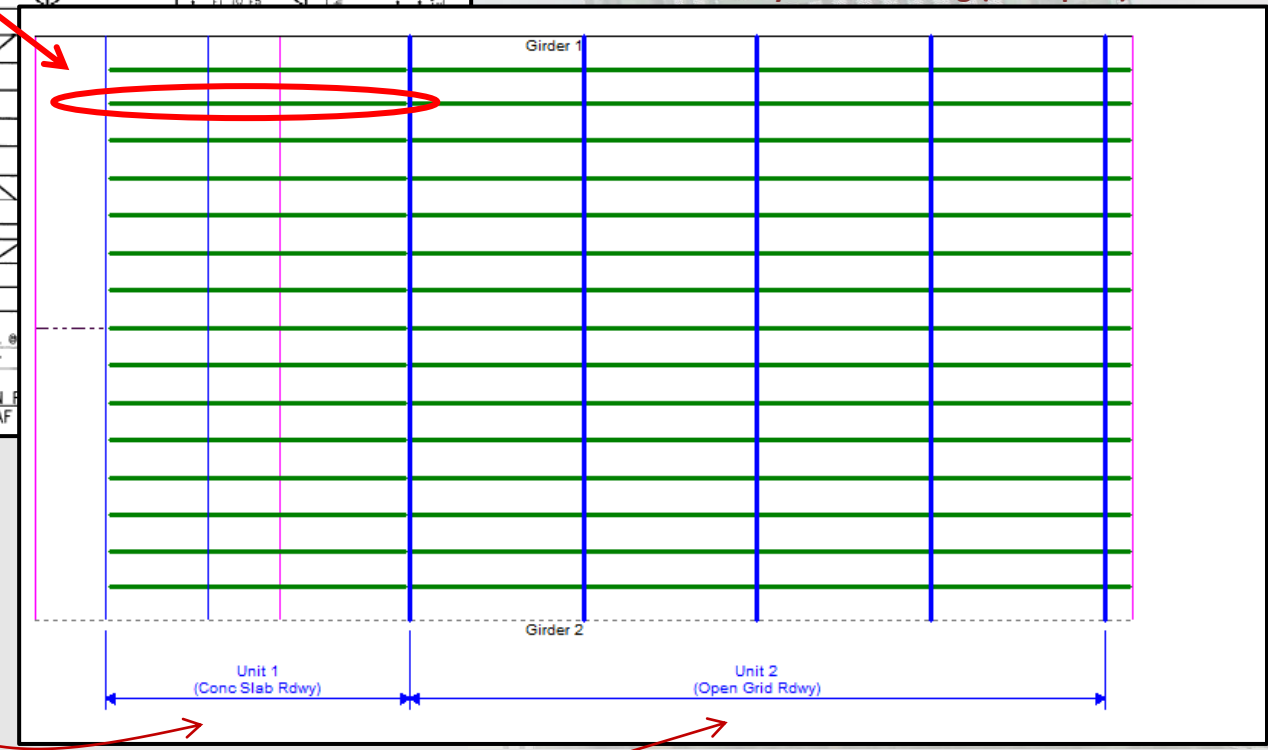 Girder 1
Girder 2
Unit 1
(Conc Slab Rdwy)
Unit 2
(Open Grid Rdwy)